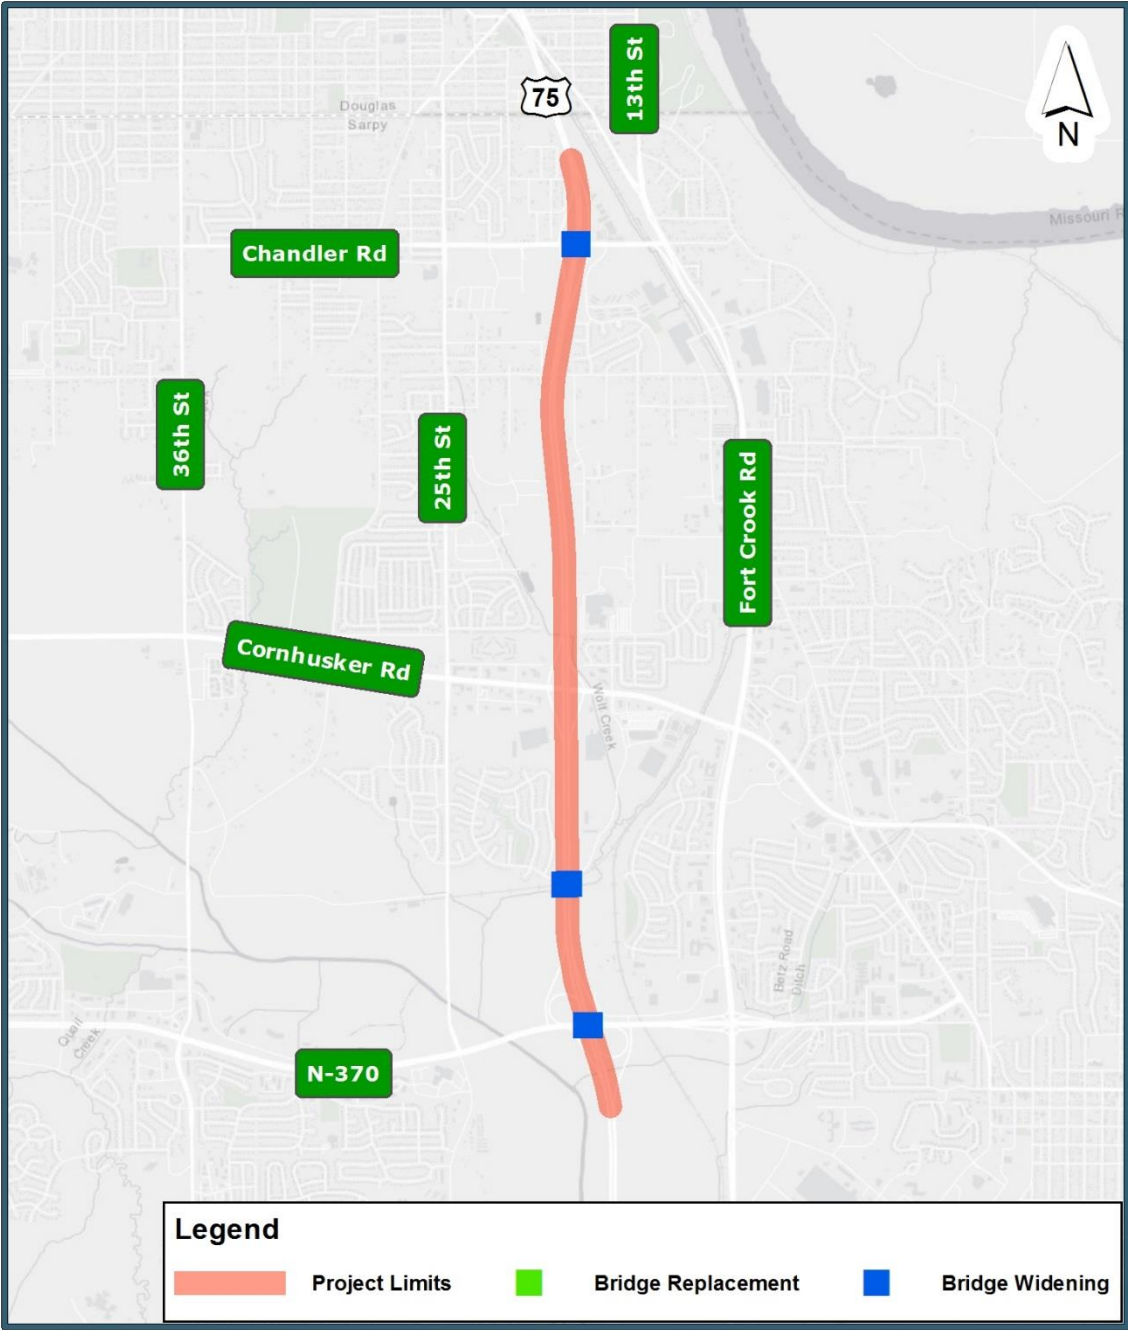 13th St
75
Douglas
Sarpy
N
Missouri R
Chandler Rd
36th St
25th St
Fort Crook Rd
Cornhusker Rd
Wolf Creek
Betz Road
Ditch
Quail
Creek
N-370
Legend
Project Limits
Bridge Replacement
Bridge Widening